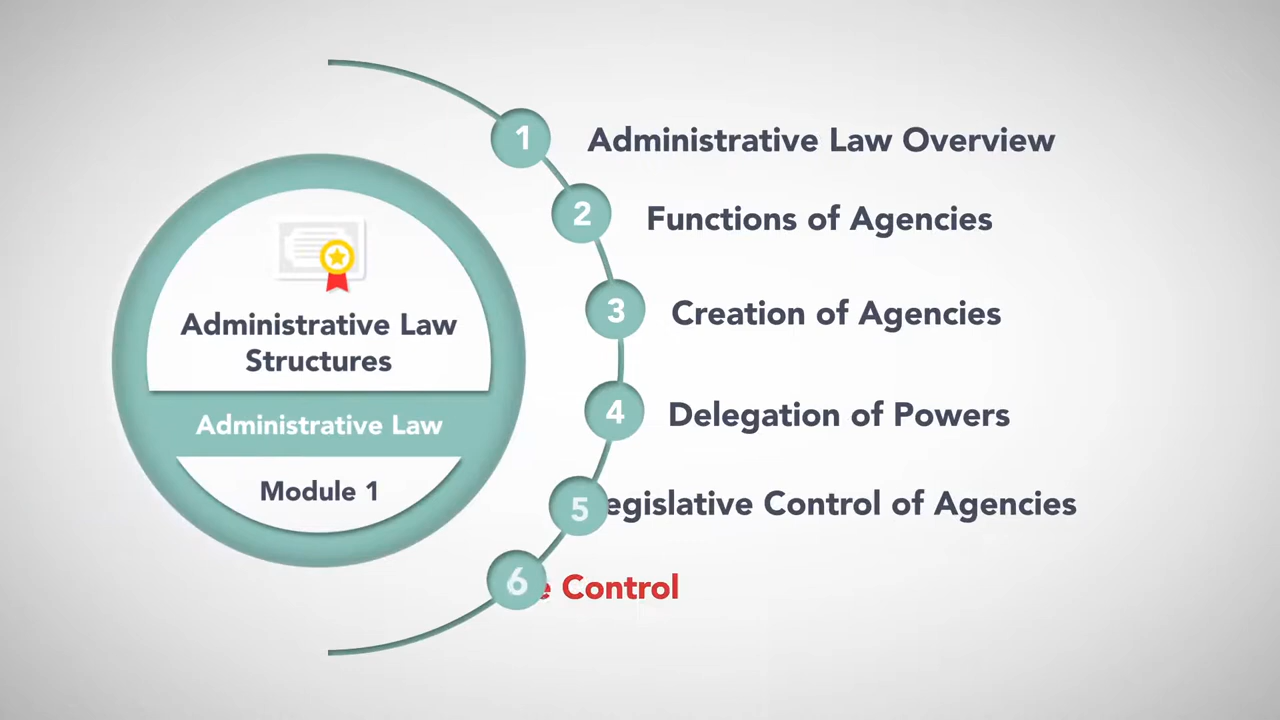 Administrative Law
Structures
Administrative Law
Module 1
1 Administrative Law Overview
2 Functions of Agencies
3 Creation of Agencies
4 Delegation of Powers
5 egislative Control of Agencies
6 e Control